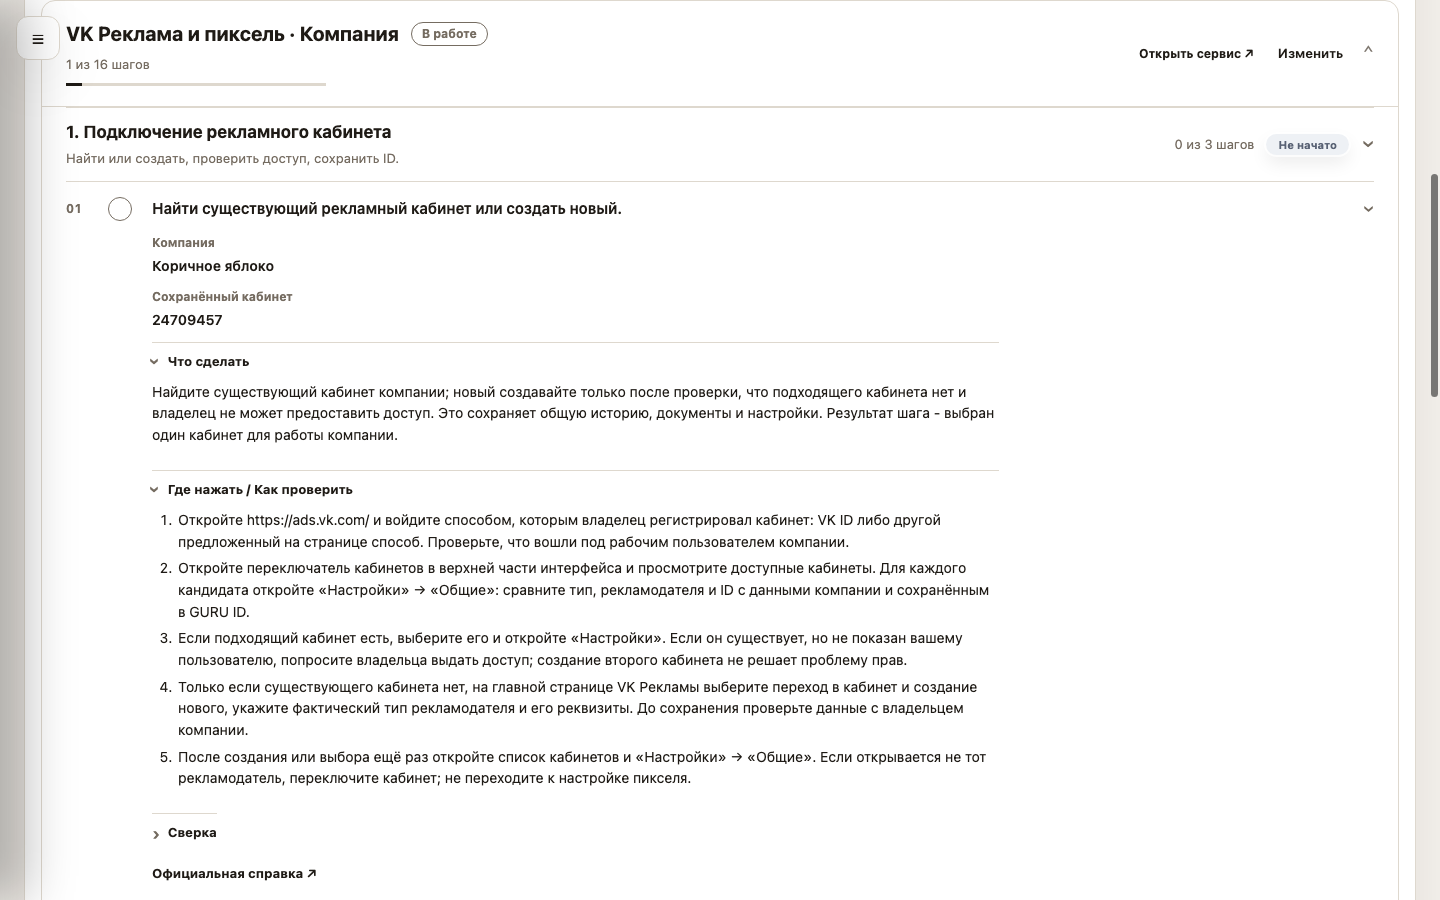 VK Реклама и пиксель · Компания
В работе
1 из 16 шагов
Открыть сервис ↗
Изменить
1. Подключение рекламного кабинета
Найти или создать, проверить доступ, сохранить ID.
0 из 3 шагов
Не начато
01
Найти существующий рекламный кабинет или создать новый.
Компания
Коричное яблоко
Сохранённый кабинет
24709457
Что сделать
Найдите существующий кабинет компании; новый создавайте только после проверки, что подходящего кабинета нет и
владелец не может предоставить доступ. Это сохраняет общую историю, документы и настройки. Результат шага - выбран
один кабинет для работы компании.
Где нажать / Как проверить
1. Откройте https://ads.vk.com/ и войдите способом, которым владелец регистрировал кабинет: VK ID либо другой
предложенный на странице способ. Проверьте, что вошли под рабочим пользователем компании.
2. Откройте переключатель кабинетов в верхней части интерфейса и просмотрите доступные кабинеты. Для каждого
кандидата откройте «Настройки» → «Общие»: сравните тип, рекламодателя и ID с данными компании и сохранённым
в GURU ID.
3. Если подходящий кабинет есть, выберите его и откройте «Настройки». Если он существует, но не показан вашему
пользователю, попросите владельца выдать доступ; создание второго кабинета не решает проблему прав.
4. Только если существующего кабинета нет, на главной странице VK Рекламы выберите переход в кабинет и создание
нового, укажите фактический тип рекламодателя и его реквизиты. До сохранения проверьте данные с владельцем
компании.
5. После создания или выбора ещё раз откройте список кабинетов и «Настройки» → «Общие». Если открывается не тот
рекламодатель, переключите кабинет; не переходите к настройке пикселя.
Сверка
Официальная справка ↗